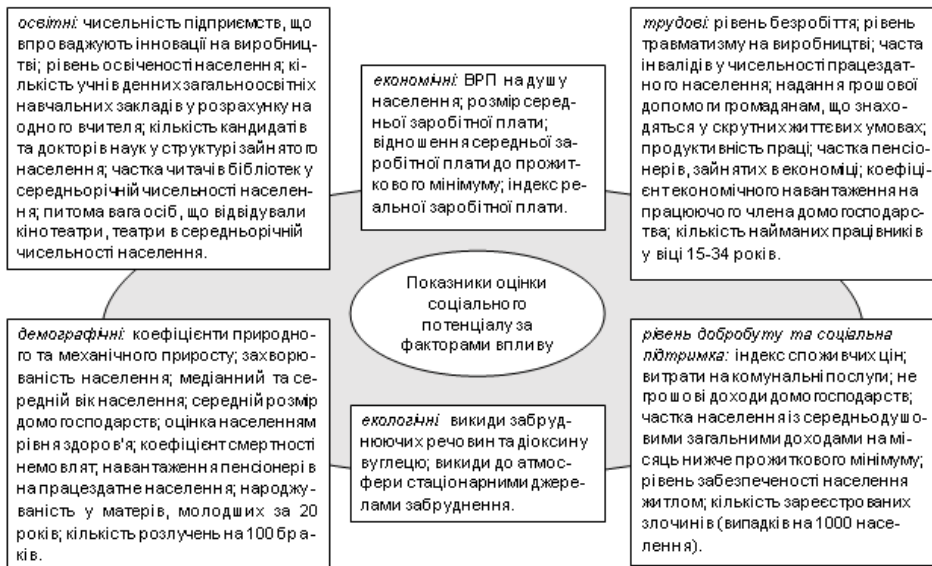 освітні: чисельність підприємств, що
впроваджують інновації на виробницт-
ві; рівень освіченості населення; кі-
лькість учнів денних загальноосвітніх
навчальних закладів у розрахунку на
одного вчителя; кількість кандидатів
та докторів наук у структурі зайнятого
населення; частка читачів бібліотек у
середньорічній чисельності населен-
ня; питома вага осіб, що відвідували
кінотеатри, театри в середньорічній
чисельності населення.
економічні: ВРП на душу
населення; розмір серед-
ньої заробітної плати;
відношення середньої за-
робітної плати до прожит-
кового мінімуму; індекс ре-
альної заробітної плати.
трудові: рівень безробіття; рівень
травматизму на виробництві; часта
інвалідів у чисельності працездат-
ного населення; надання грошової
допомоги громадянам, що знахо-
дяться у скрутних життєвих умовах;
продуктивність праці; частка пенсіо-
нерів, зайнятих в економіці; коефіці-
єнт економічного навантаження на
працюючого члена домогосподарс-
тва; кількість найманих працівників
у віці 15-34 років.
Показники оцінки
соціального
потенціалу за
факторами впливу
демографічні: коефіцієнти природно-
го та механічного приросту; захворю-
ваність населення; медіанний та се-
редній вік населення; середній розмір
домогосподарств; оцінка населенням
рівня здоров'я; коефіцієнт смертності
немовлят; навантаження пенсіонерів
на працездатне населення; народжу-
ваність у матерів, молодших за 20
років; кількість розлучень на 100 бра-
ків.
екологічні: викиди забруд-
нюючих речовин та діоксину
вуглецю; викиди до атмос-
фери стаціонарними джере-
лами забруднення.
рівень добробуту та соціальна
підтримка: індекс споживчих цін;
витрати на комунальні послуги; не
грошові доходи домогосподарств;
частка населення із середньодуш-
овими загальними доходами на мі-
сяць нижче прожиткового мінімуму;
рівень забезпеченості населення
житлом; кількість зареєстрованих
злочинів (випадків на 1000 насе-
лення).